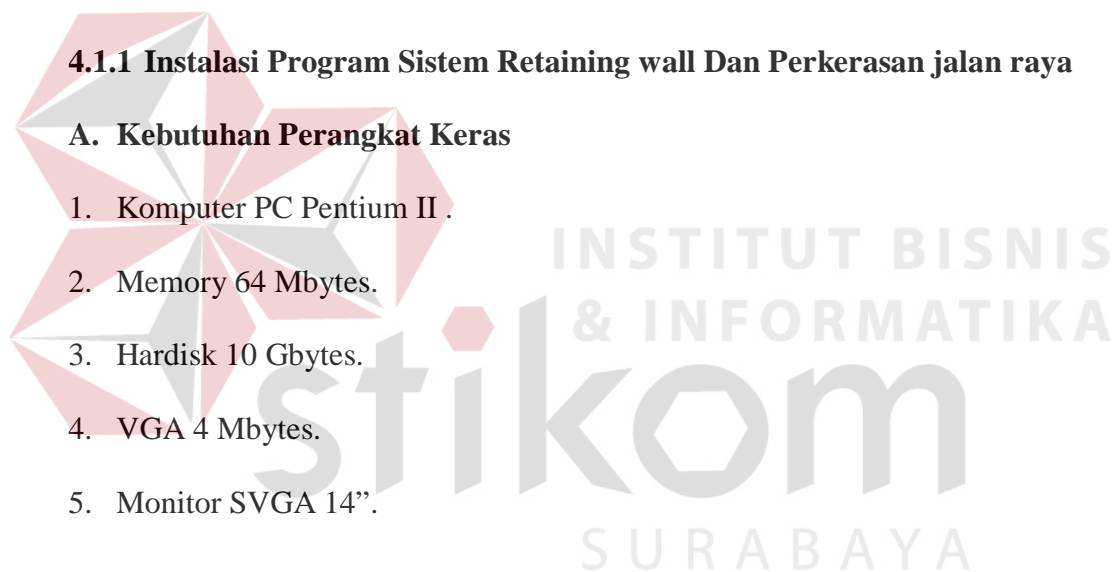 4.1.1 Instalasi Program Sistem Retaining wall Dan Perkerasan jalan raya
A. Kebutuhan Perangkat Keras
1. Komputer PC Pentium II .
2. Memory 64 Mbytes.
3. Hardisk 10 Gbytes.
4. VGA 4 Mbytes.
5. Monitor SVGA 14”.
INSTITUT BISNIS
& INFORMATIKA
stikom
SURABAYA